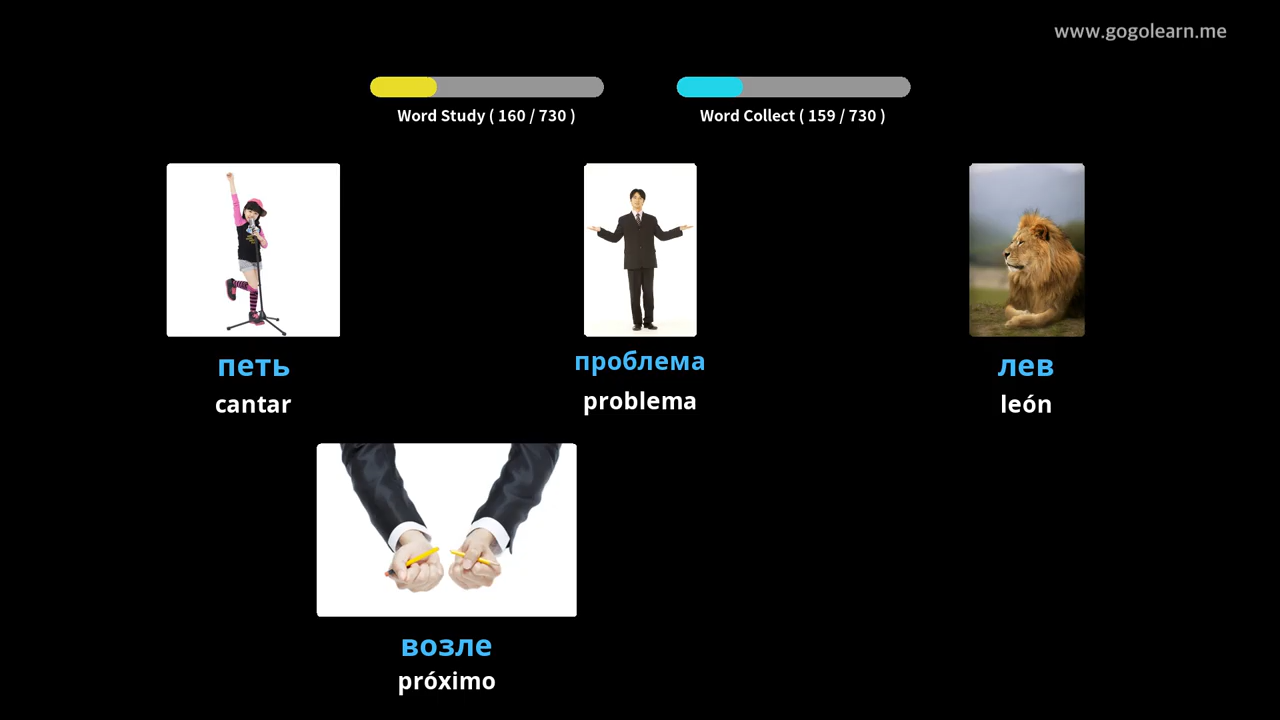 www.gogolearn.me
Word Study ( 160 / 730 )
Word Collect ( 159 / 730 )
петь
cantar
проблема
problema
лев
león
возле
próximo